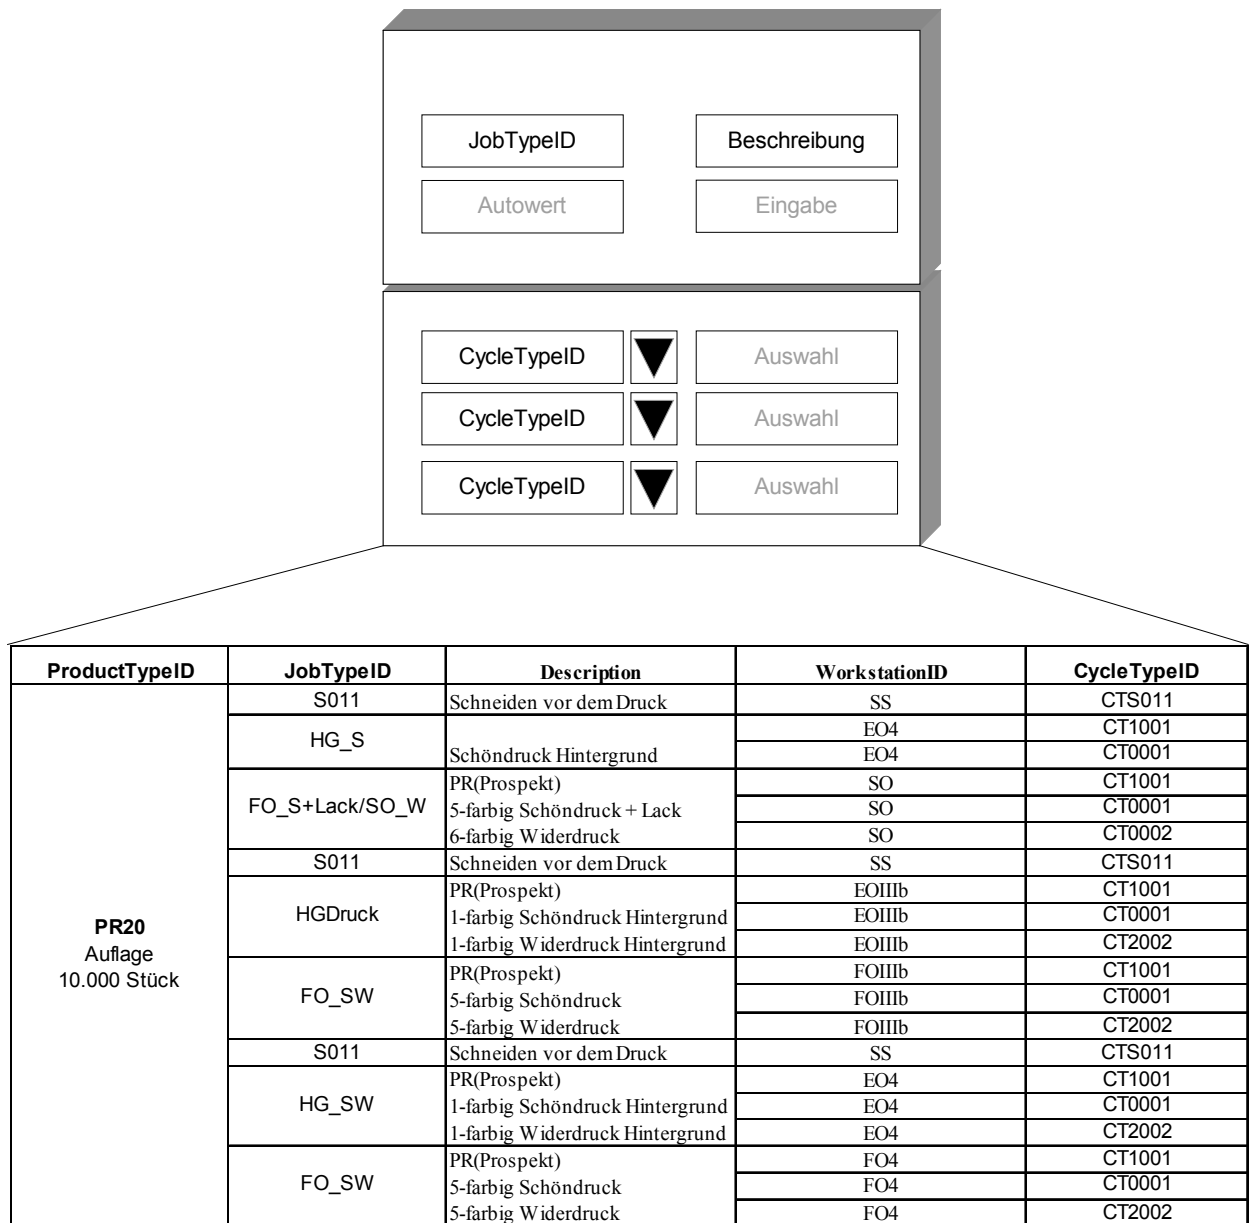 JobTypeID Beschreibung
Autowert Eingabe
CycleTypeID Auswahl
CycleTypeID Auswahl
CycleTypeID Auswahl
ProductTypeID JobTypeID Description WorkstationID CycleTypeID
S011 Schneiden vor dem Druck SS CTS011
HG_S EO4 CT1001
Schöndruck Hintergrund EO4 CT0001
PR(Prospekt) SO CT1001
FO_S+Lack/SO_W 5-farbig Schöndruck + Lack SO CT0001
6-farbig Widerdruck SO CT0002
S011 Schneiden vor dem Druck SS CTS011
PR(Prospekt) EOIIIb CT1001
HGDruck 1-farbig Schöndruck Hintergrund EOIIIb CT0001
PR20 1-farbig Widerdruck Hintergrund EOIIIb CT2002
Auflage PR(Prospekt) FOIIIb CT1001
10.000 Stück FO_SW 5-farbig Schöndruck FOIIIb CT0001
5-farbig Widerdruck FOIIIb CT2002
S011 Schneiden vor dem Druck SS CTS011
PR(Prospekt) EO4 CT1001
HG_SW 1-farbig Schöndruck Hintergrund EO4 CT0001
1-farbig Widerdruck Hintergrund EO4 CT2002
PR(Prospekt) FO4 CT1001
FO_SW 5-farbig Schöndruck FO4 CT0001
5-farbig Widerdruck FO4 CT2002